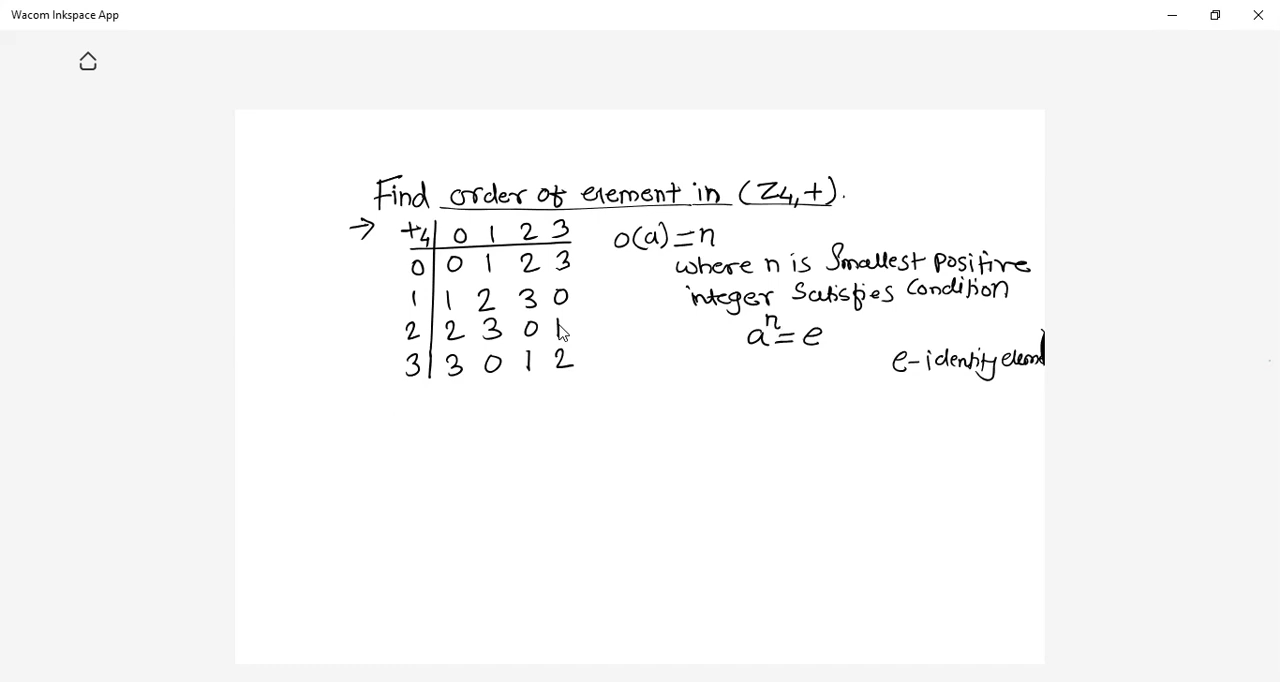 Wacom Inkspace App
Find order of element in (Z4,+).
→ +4 | 0 1 2 3
0 | 0 1 2 3
1 | 1 2 3 0
2 | 2 3 0 1
3 | 3 0 1 2
o(a)=n
where n is smallest positive
integer satisfies condition
aⁿ=e
e-identity